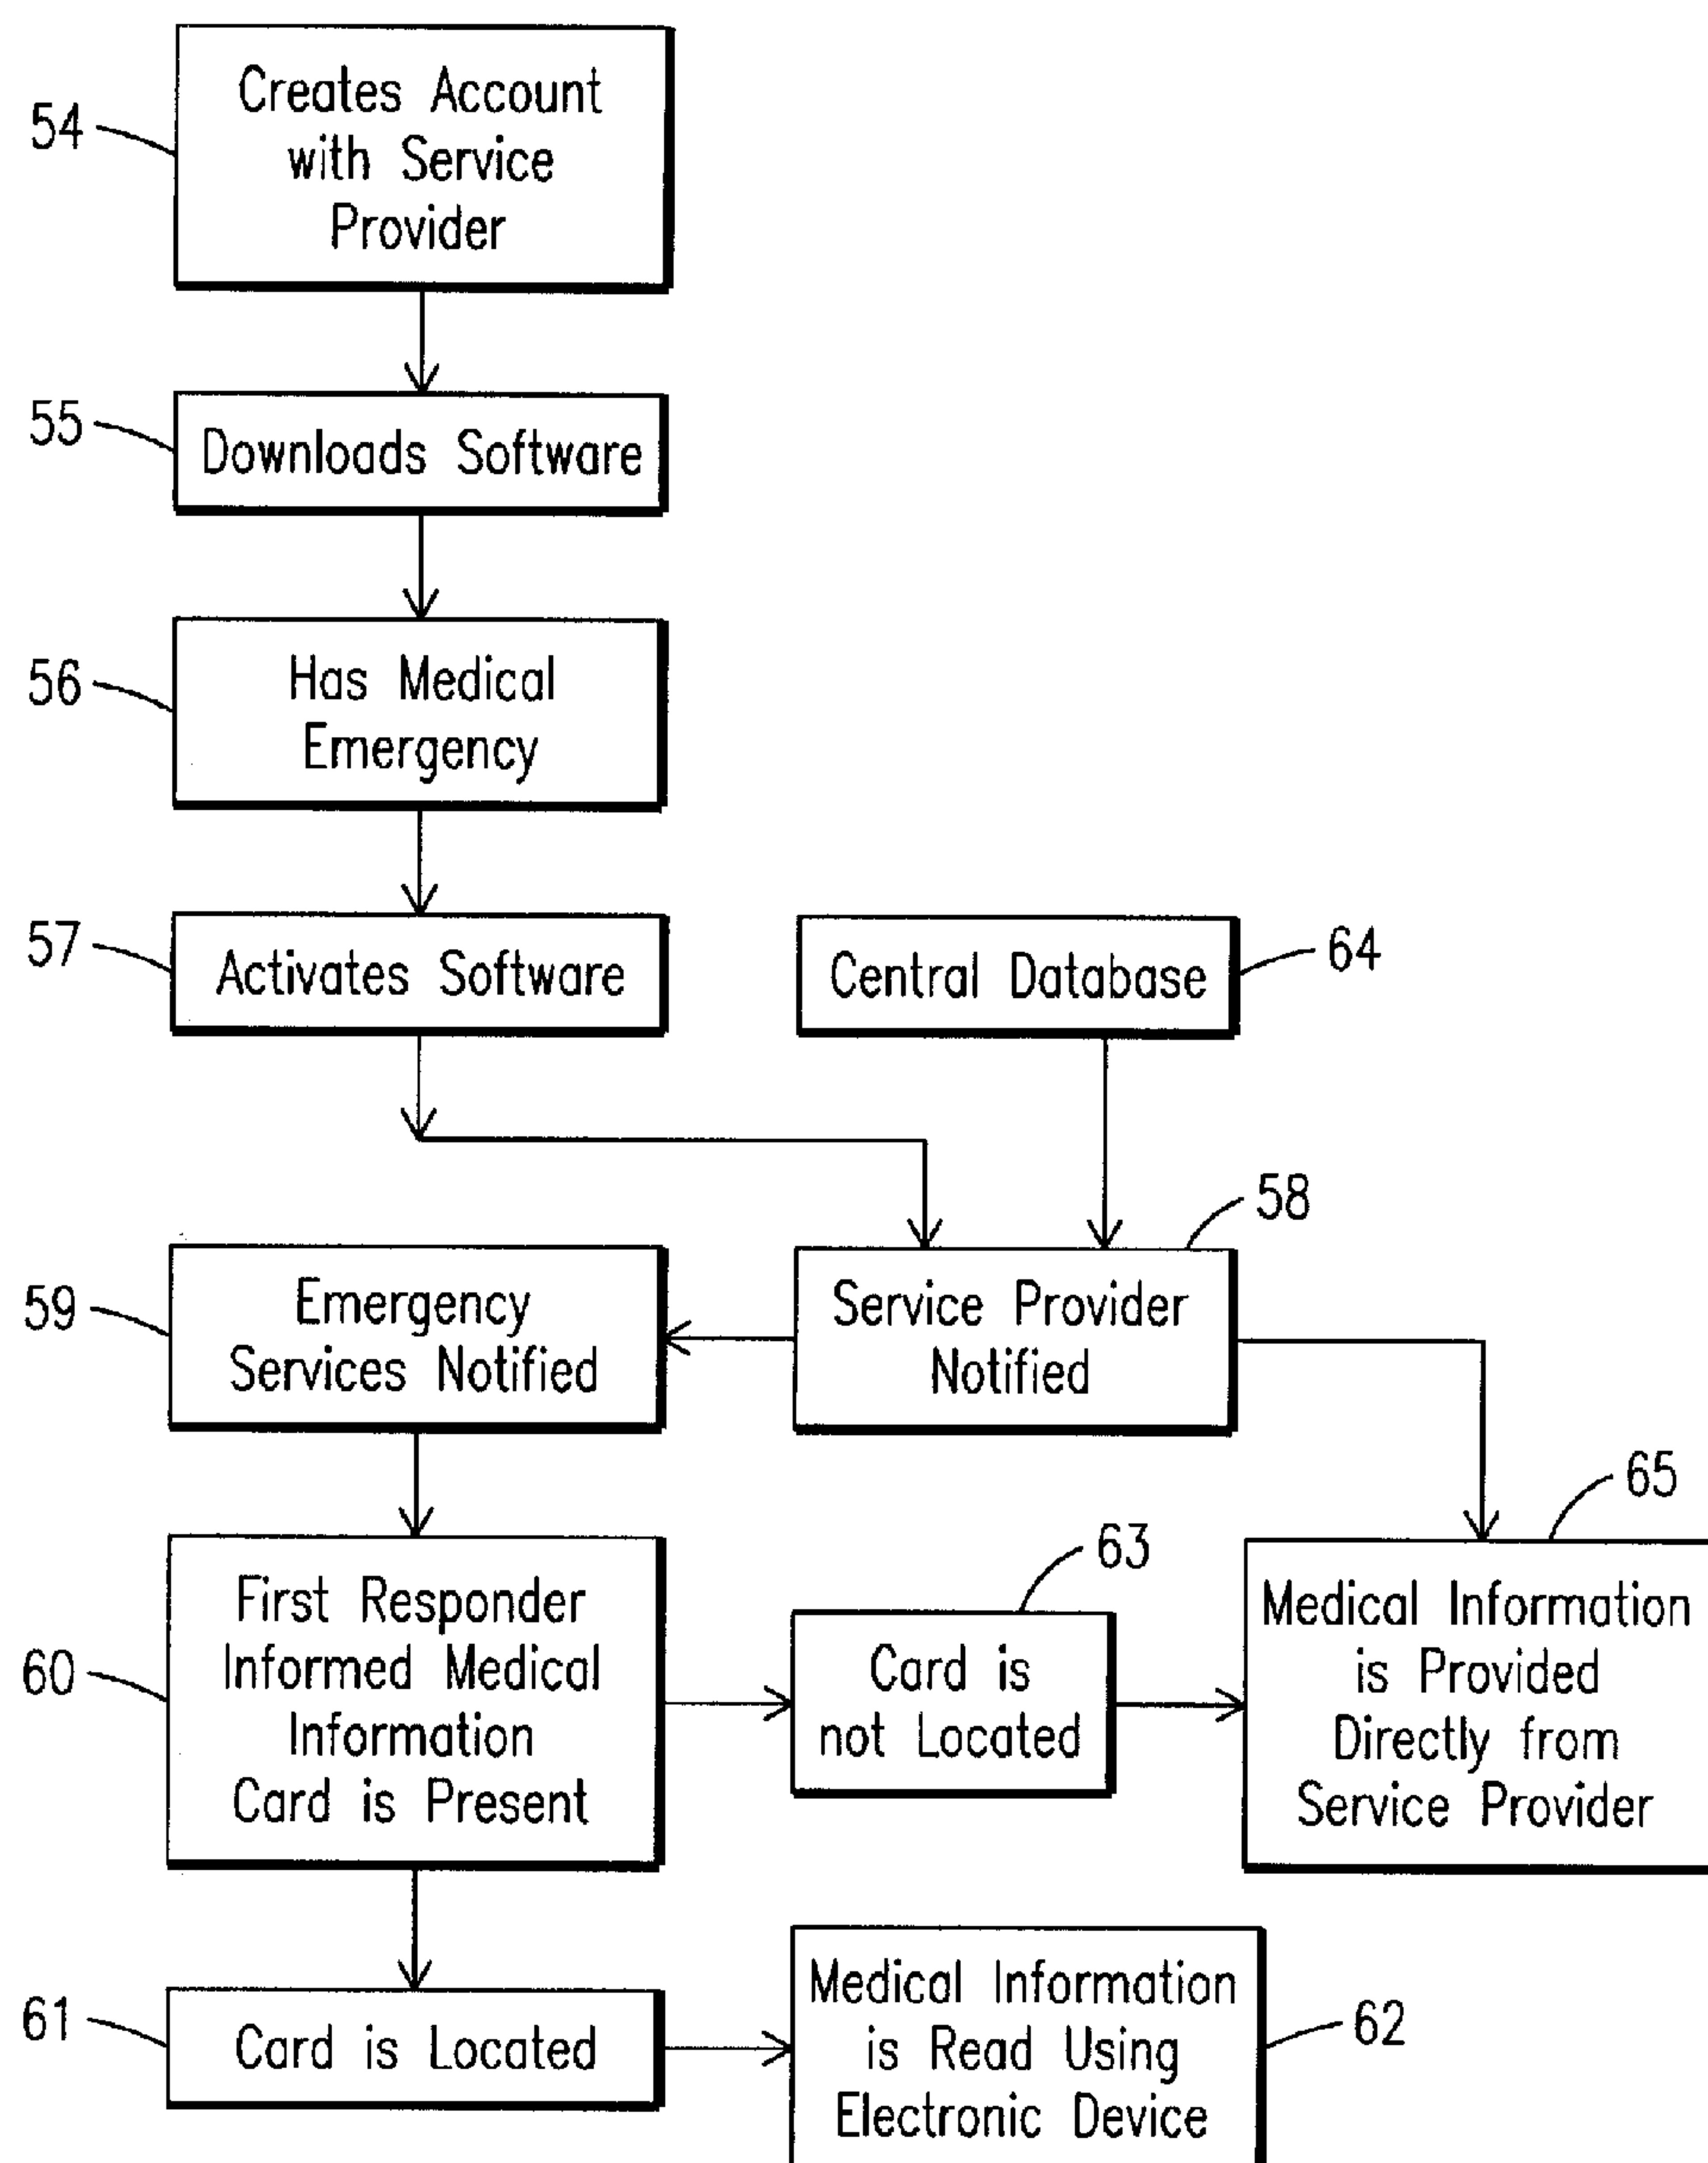 54
Creates Account
with Service
Provider
55
Downloads Software
56
Has Medical
Emergency
57
Activates Software
Central Database
64
58
59
Emergency
Services Notified
Service Provider
Notified
65
63
60
First Responder
Informed Medical
Information
Card is Present
Card is
not Located
Medical Information
is Provided
Directly from
Service Provider
61
Card is Located
Medical Information
is Read Using
Electronic Device
62